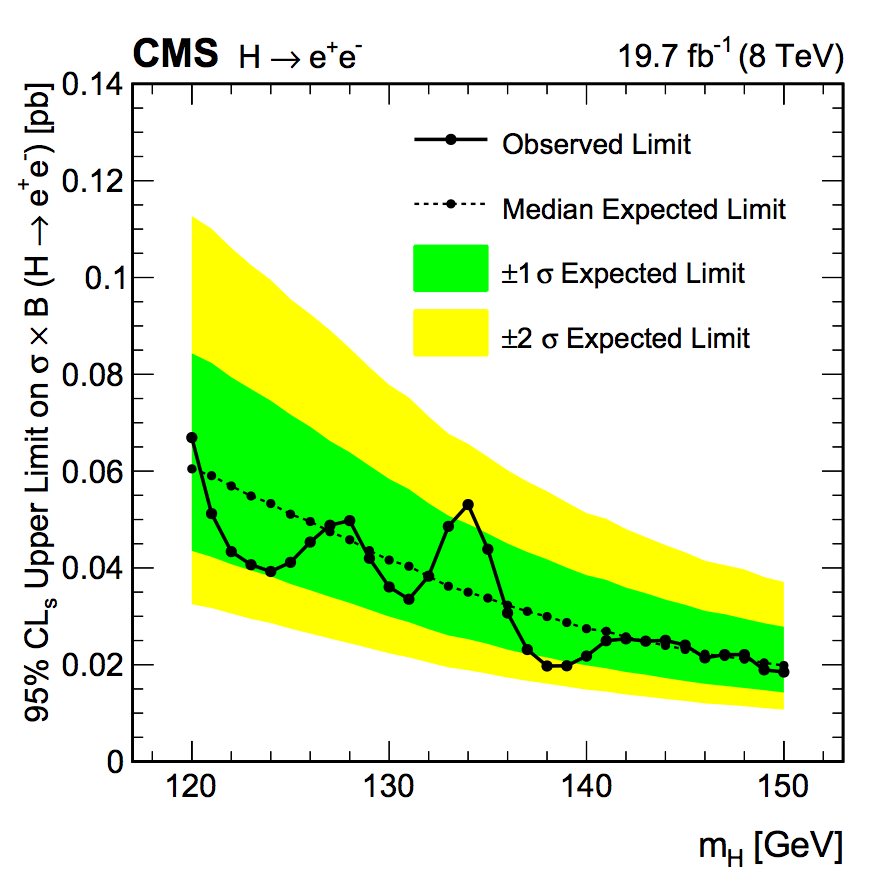 CMS H → e⁺e⁻ 19.7 fb⁻¹ (8 TeV)
95% CLₛ Upper Limit on σ × B (H → e⁺e⁻) [pb]
0.14
0.12
0.1
0.08
0.06
0.04
0.02
0
Observed Limit
Median Expected Limit
±1 σ Expected Limit
±2 σ Expected Limit
120 130 140 150
m_H [GeV]